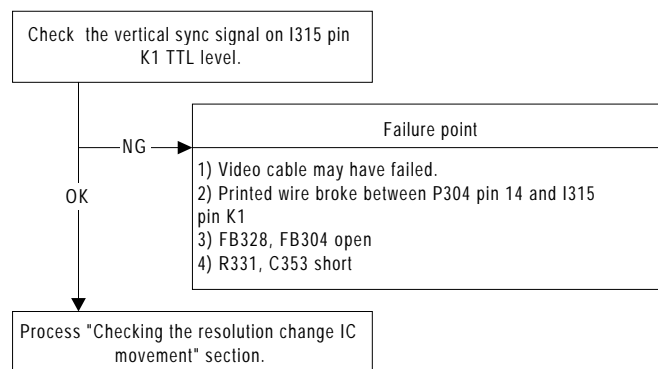 Check the vertical sync signal on I315 pin
K1 TTL level.
NG
Failure point
1) Video cable may have failed.
2) Printed wire broke between P304 pin 14 and I315
pin K1
3) FB328, FB304 open
4) R331, C353 short
OK
Process "Checking the resolution change IC
movement" section.